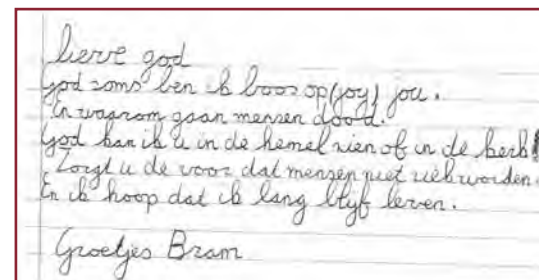 lieve god
god soms ben ik boos op (joy) jou.
En waarom gaan mensen dood.
God kan ik u in de hemel zien of in de kerk
Zorgt u de voor dat mensen niet ziek worden.
En ik hoop dat ik lang blyf leven.
Groetjes Bram